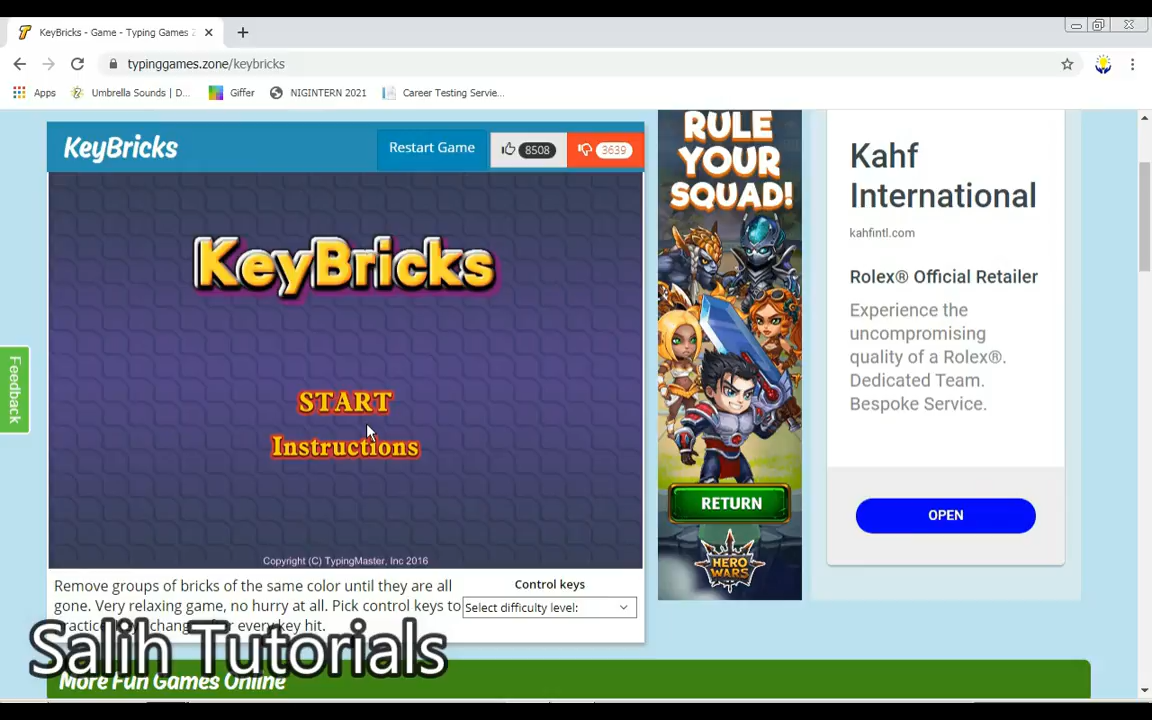 KeyBricks - Game - Typing Games
typinggames.zone/keybricks
Apps
Umbrella Sounds | D...
Giffer
NIGINTERN 2021
Career Testing Servie...
KeyBricks
Restart Game
8508
3639
KeyBricks
START
Instructions
Copyright (C) TypingMaster, Inc 2016
Remove groups of bricks of the same color until they are all
gone. Very relaxing game, no hurry at all. Pick control keys to
every key hit.
Control keys
Select difficulty level:
Feedback
RULE
YOUR
SQUAD!
RETURN
HERO
WARS
Kahf
International
kahfintl.com
Rolex® Official Retailer
Experience the
uncompromising
quality of a Rolex®.
Dedicated Team.
Bespoke Service.
OPEN
Salih Tutorials
More Fun Games Online